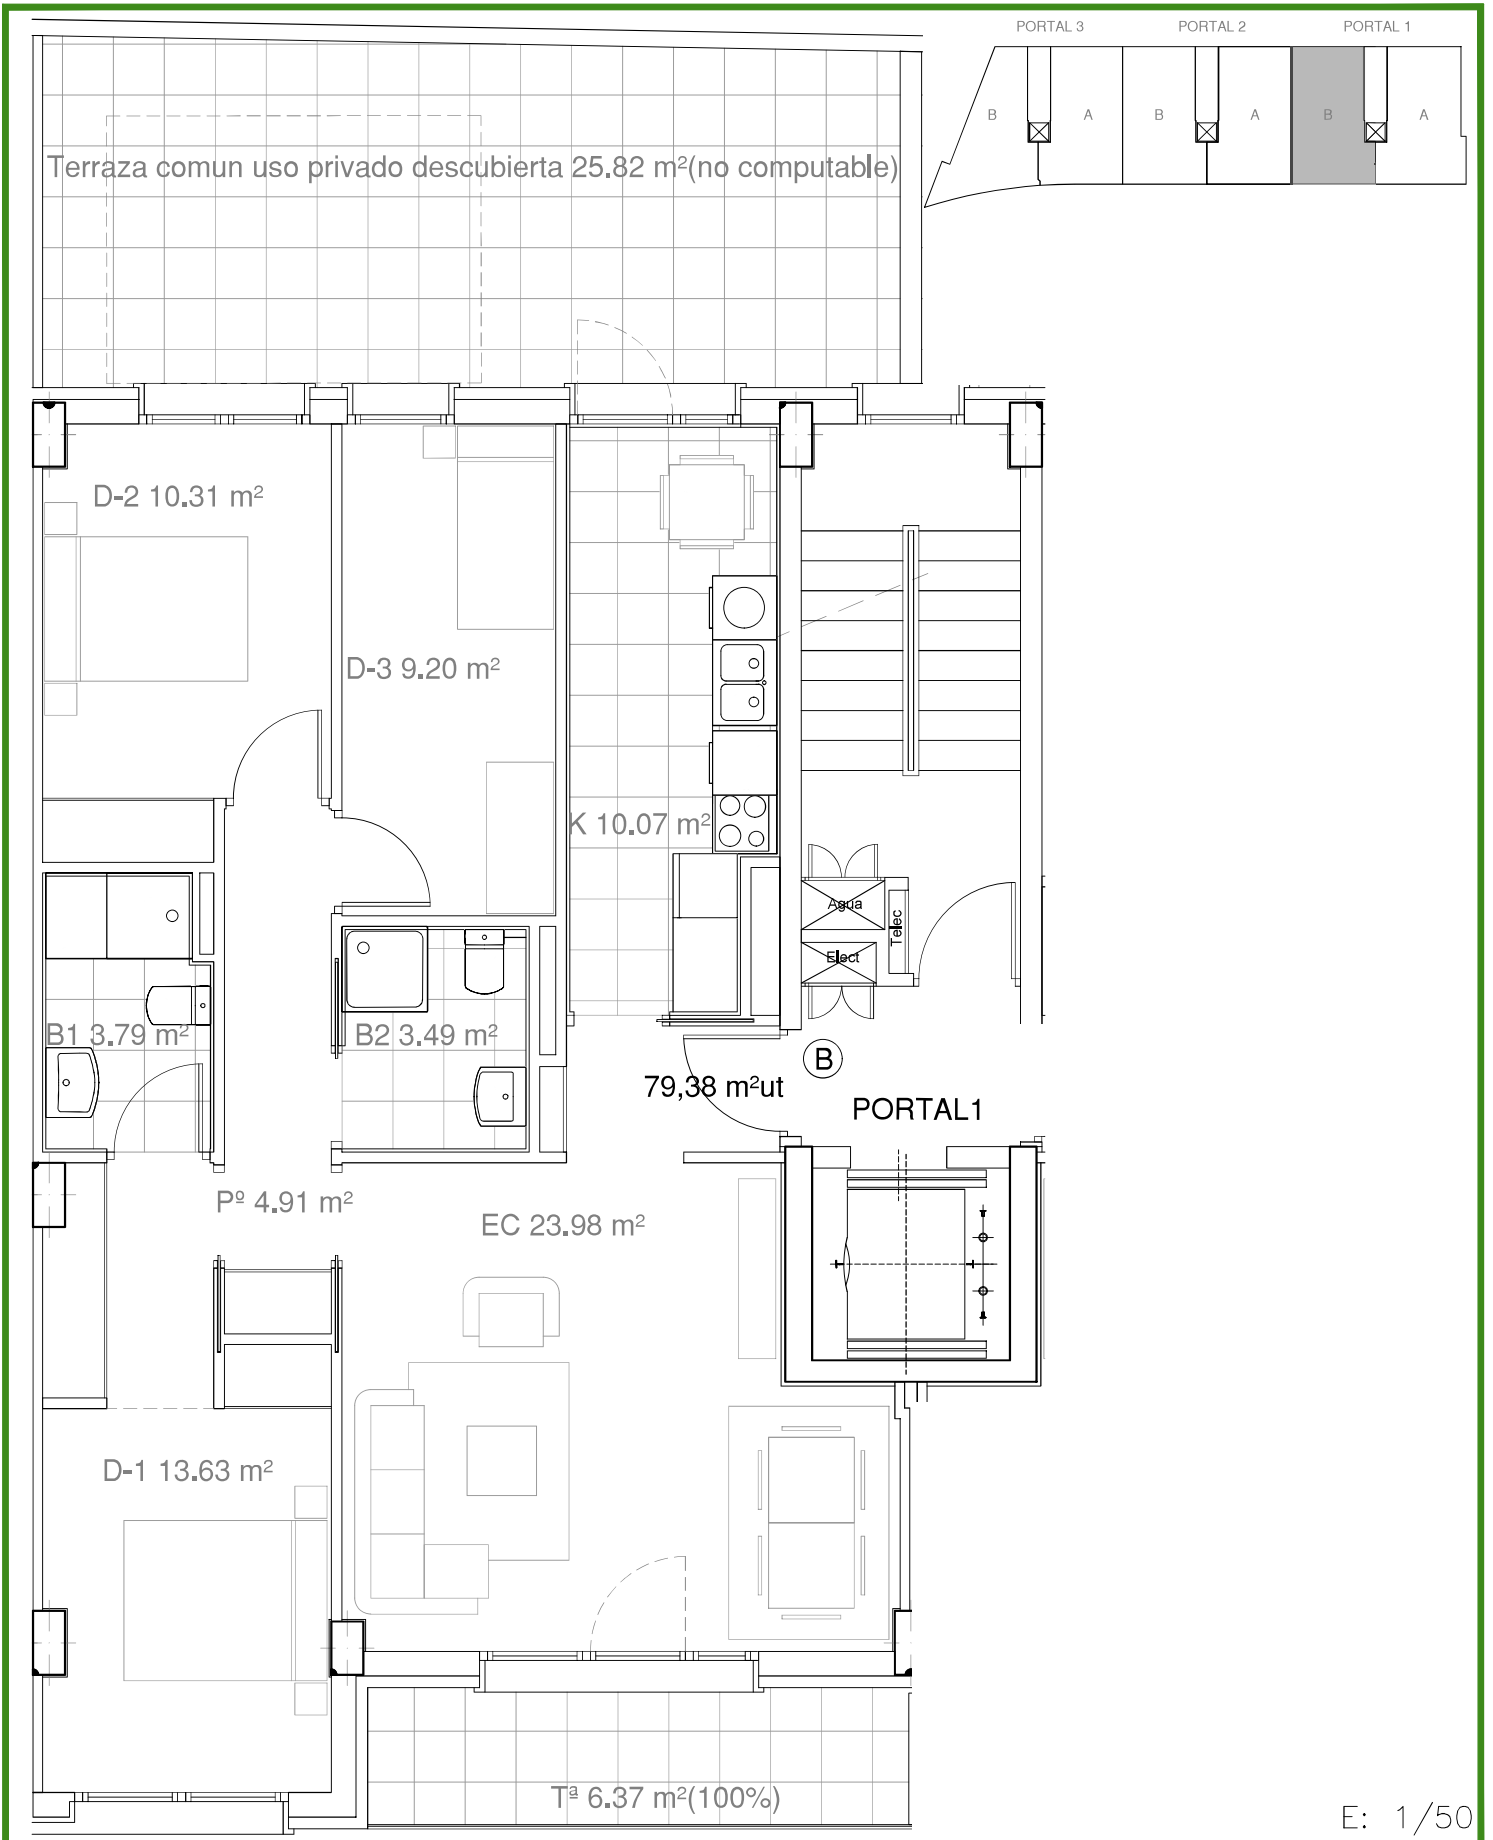 PORTAL 3
PORTAL 2
PORTAL 1
B
A
B
A
B
A
Terraza comun uso privado descubierta 25.82 m²(no computable)
D-2 10.31 m²
D-3 9.20 m²
K 10.07 m²
Agua
Telec
Elect
B1 3.79 m²
B2 3.49 m²
B
79,38 m²ut
PORTAL1
Pº 4.91 m²
EC 23.98 m²
D-1 13.63 m²
Tª 6.37 m²(100%)
E: 1/50